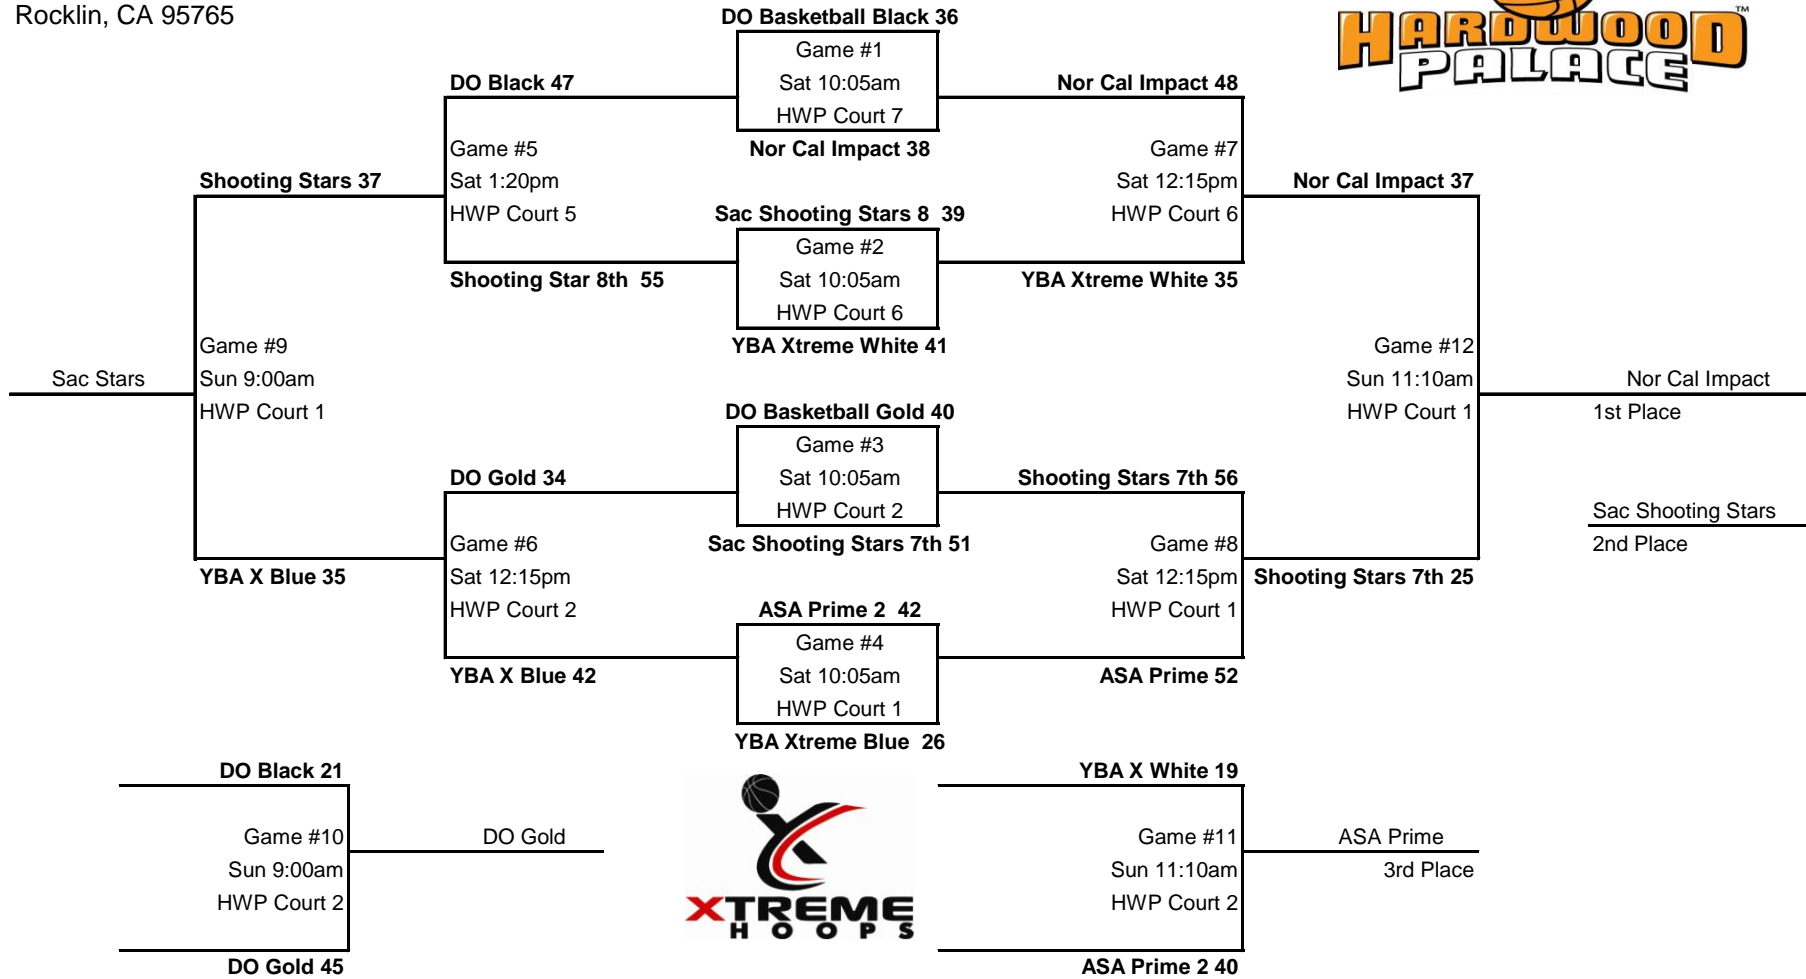 Rocklin, CA 95765
HARDWOOD
PALACE
™
DO Basketball Black 36
Game #1
Sat 10:05am
HWP Court 7
Nor Cal Impact 38
DO Black 47
Game #5
Sat 1:20pm
HWP Court 5
Shooting Star 8th 55
Nor Cal Impact 48
Game #7
Sat 12:15pm
HWP Court 6
YBA Xtreme White 35
Sac Shooting Stars 8 39
Game #2
Sat 10:05am
HWP Court 6
YBA Xtreme White 41
Shooting Stars 37
Game #9
Sun 9:00am
HWP Court 1
YBA X Blue 35
Sac Stars
Nor Cal Impact 37
Game #12
Sun 11:10am
HWP Court 1
Shooting Stars 7th 25
Nor Cal Impact
1st Place
Sac Shooting Stars
2nd Place
DO Basketball Gold 40
Game #3
Sat 10:05am
HWP Court 2
Sac Shooting Stars 7th 51
DO Gold 34
Game #6
Sat 12:15pm
HWP Court 2
YBA X Blue 42
Shooting Stars 7th 56
Game #8
Sat 12:15pm
HWP Court 1
ASA Prime 52
ASA Prime 2 42
Game #4
Sat 10:05am
HWP Court 1
YBA Xtreme Blue 26
DO Black 21
Game #10
Sun 9:00am
HWP Court 2
DO Gold 45
DO Gold
XTREME
HOOPS
YBA X White 19
Game #11
Sun 11:10am
HWP Court 2
ASA Prime 2 40
ASA Prime
3rd Place